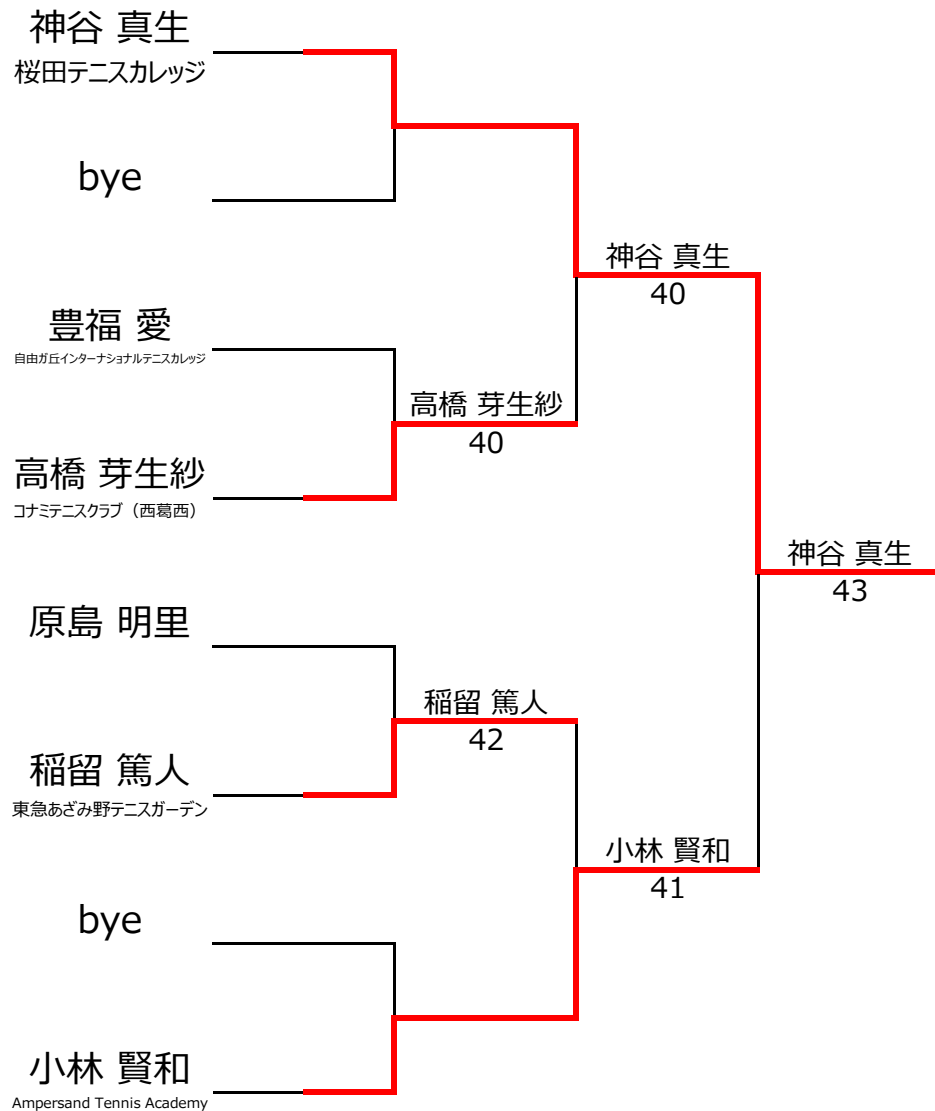 神谷 真生
桜田テニスカレッジ
bye
豊福 愛
自由ガ丘インターナショナルテニスカレッジ
高橋 芽生紗
コナミテニスクラブ（西葛西）
原島 明里
稲留 篤人
東急あざみ野テニスガーデン
bye
小林 賢和
Ampersand Tennis Academy
高橋 芽生紗
40
稲留 篤人
42
神谷 真生
40
小林 賢和
41
神谷 真生
43